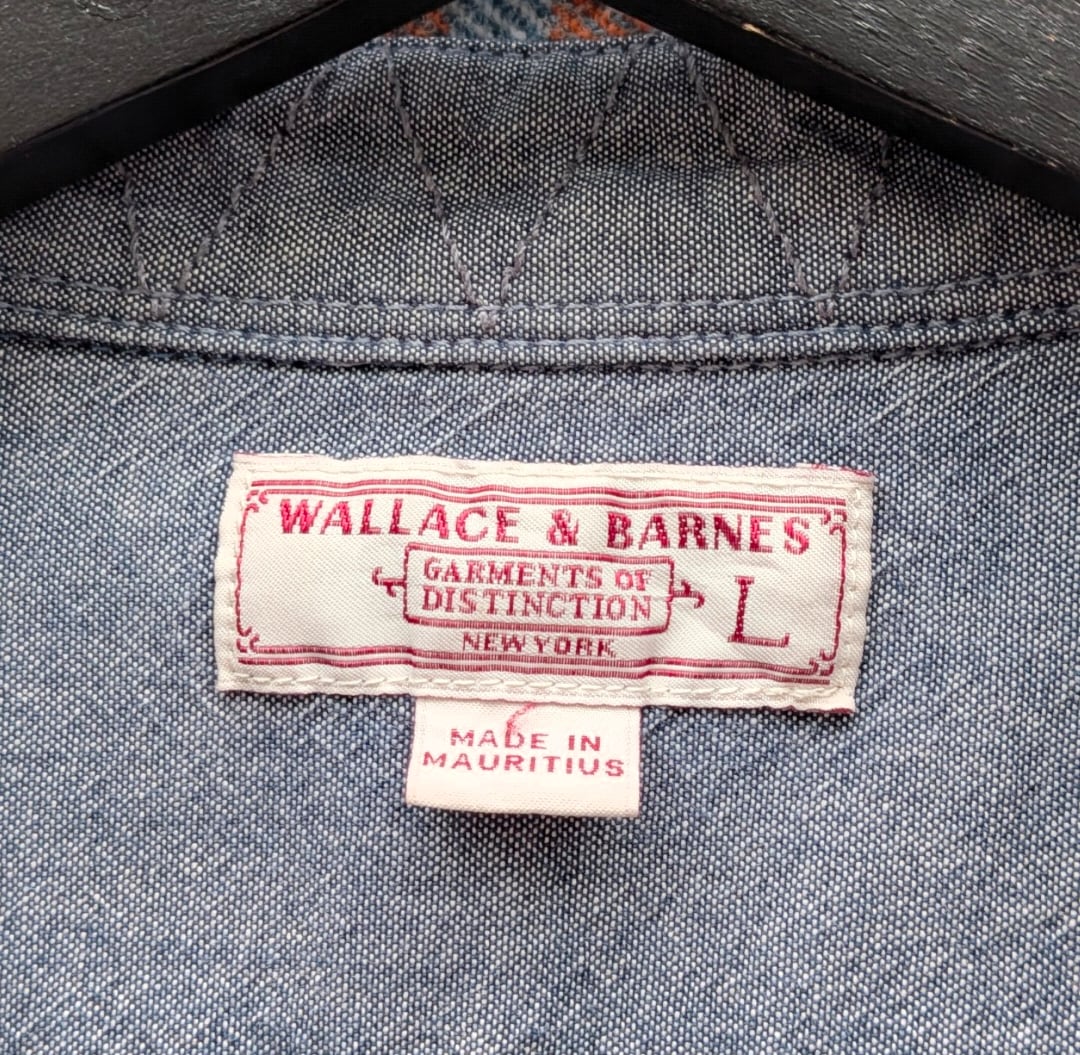 WALLACE & BARNES
GARMENTS OF
DISTINCTION
L
NEW YORK
MADE IN
MAURITIUS